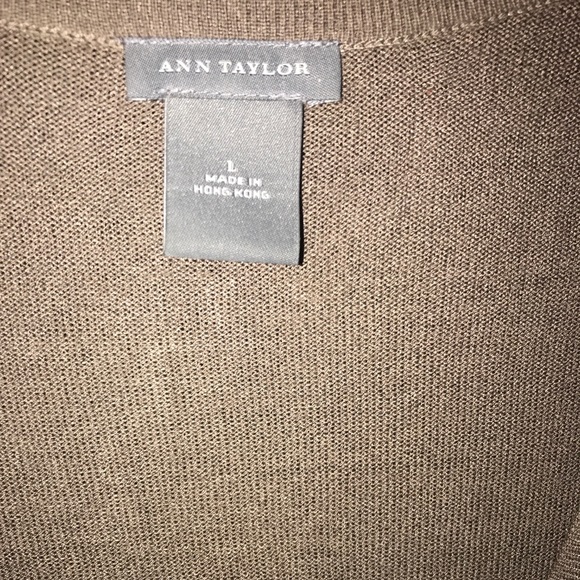 ANN TAYLOR
L
MADE IN
HONG KONG